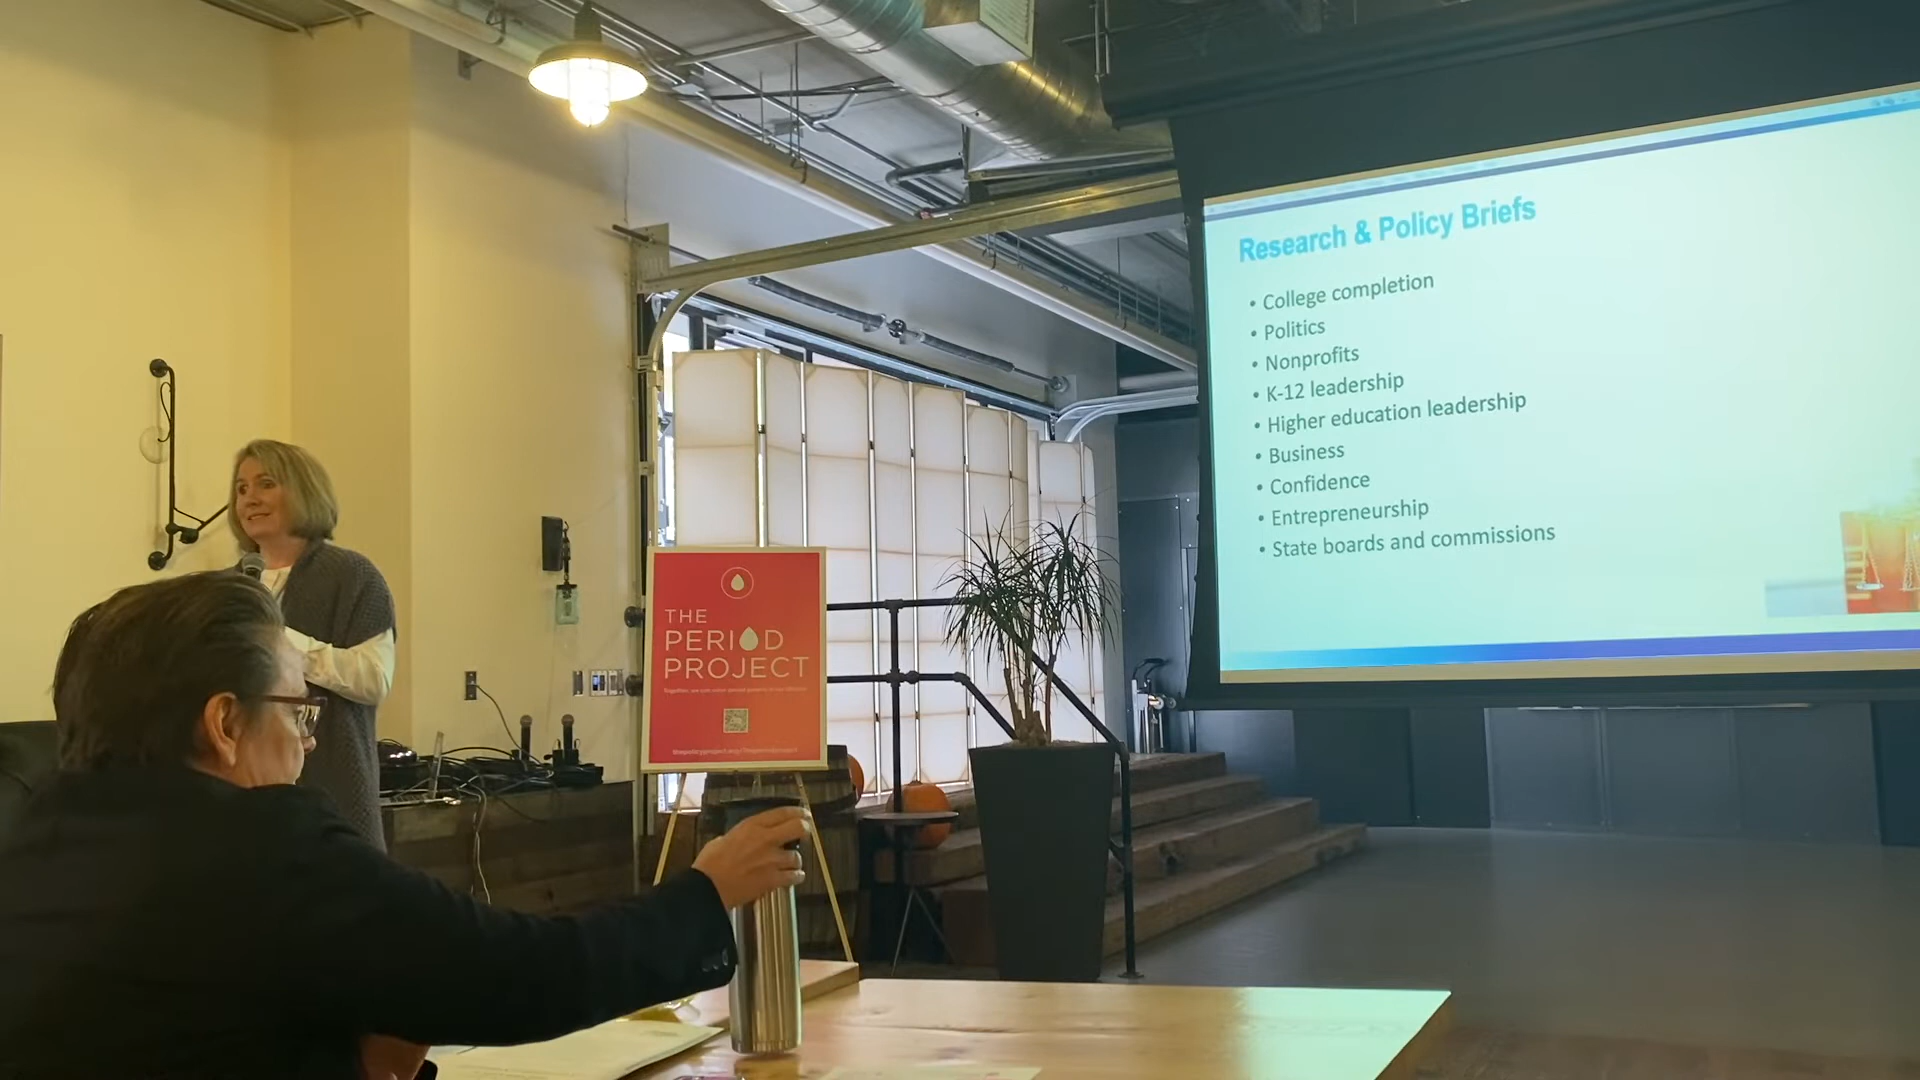 THE
PERIOD
PROJECT
Research & Policy Briefs
• College completion
• Politics
• Nonprofits
• K-12 leadership
• Higher education leadership
• Business
• Confidence
• Entrepreneurship
• State boards and commissions